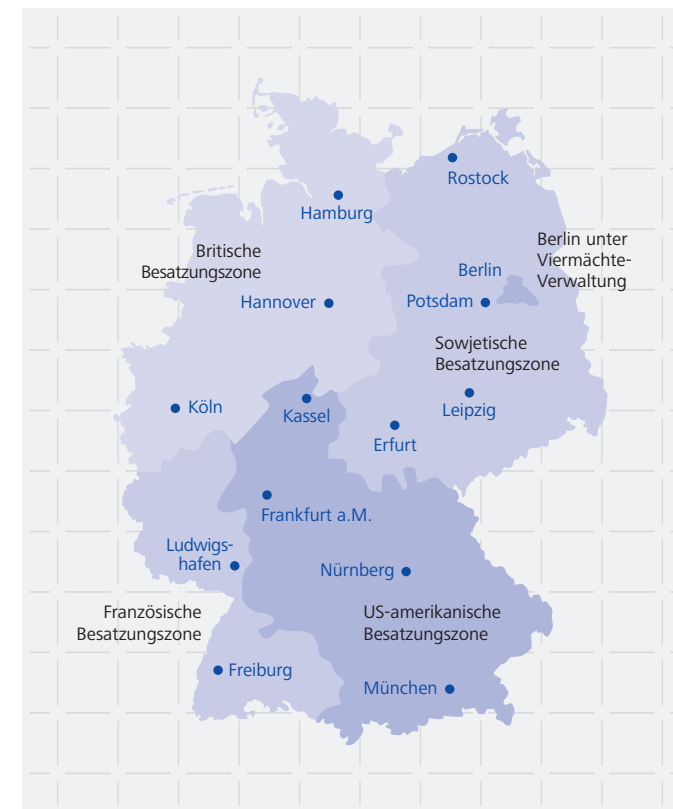 Rostock
Hamburg
Britische
Besatzungszone
Berlin unter
Viermächte-
Verwaltung
Berlin
Hannover
Potsdam
Sowjetische
Besatzungszone
Köln
Kassel
Leipzig
Erfurt
Frankfurt a.M.
Ludwigs-
hafen
Nürnberg
Französische
Besatzungszone
US-amerikanische
Besatzungszone
Freiburg
München